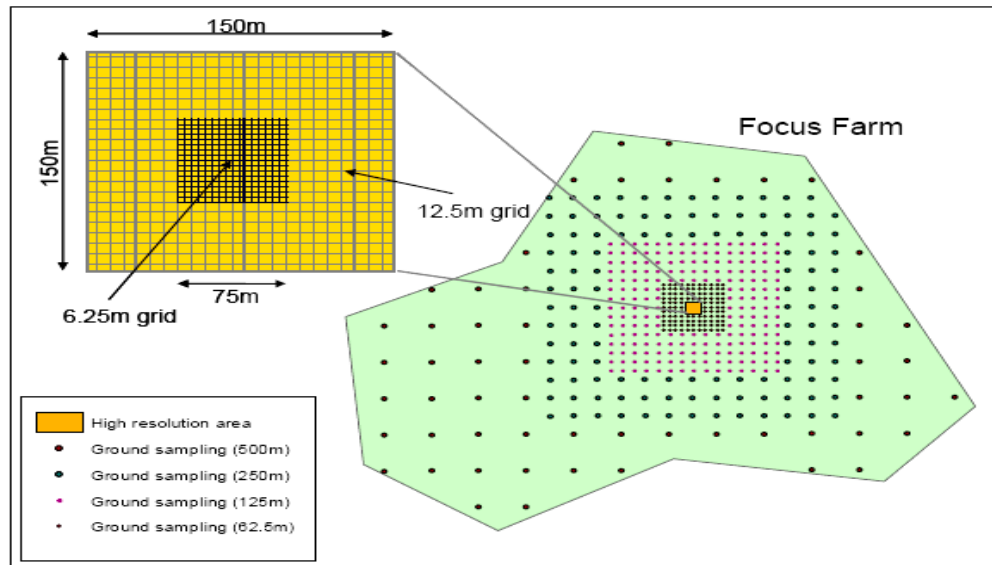 150m
Focus Farm
150m
12.5m grid
75m
6.25m grid
High resolution area
Ground sampling (500m)
Ground sampling (250m)
Ground sampling (125m)
Ground sampling (62.5m)